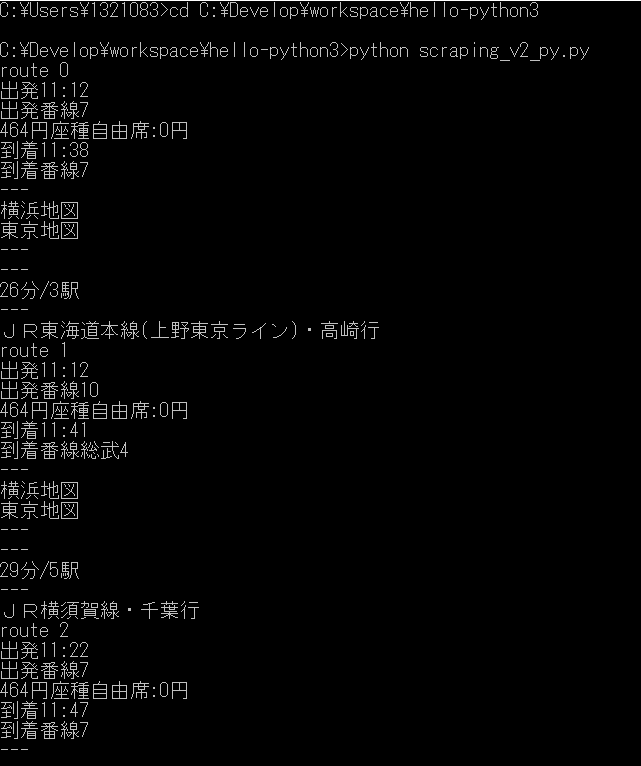 C:¥Users¥1321083>cd C:¥Develop¥workspace¥hello-python3
C:¥Develop¥workspace¥hello-python3>python scraping_v2_py.py
route 0
出発11:12
出発番線7
464円座種自由席:0円
到着11:38
到着番線7
---
横浜地図
東京地図
---
---
26分/3駅
---
ＪＲ東海道本線(上野東京ライン)・高崎行
route 1
出発11:12
出発番線10
464円座種自由席:0円
到着11:41
到着番線総武4
---
横浜地図
東京地図
---
---
29分/5駅
---
ＪＲ横須賀線・千葉行
route 2
出発11:22
出発番線7
464円座種自由席:0円
到着11:47
到着番線7
---